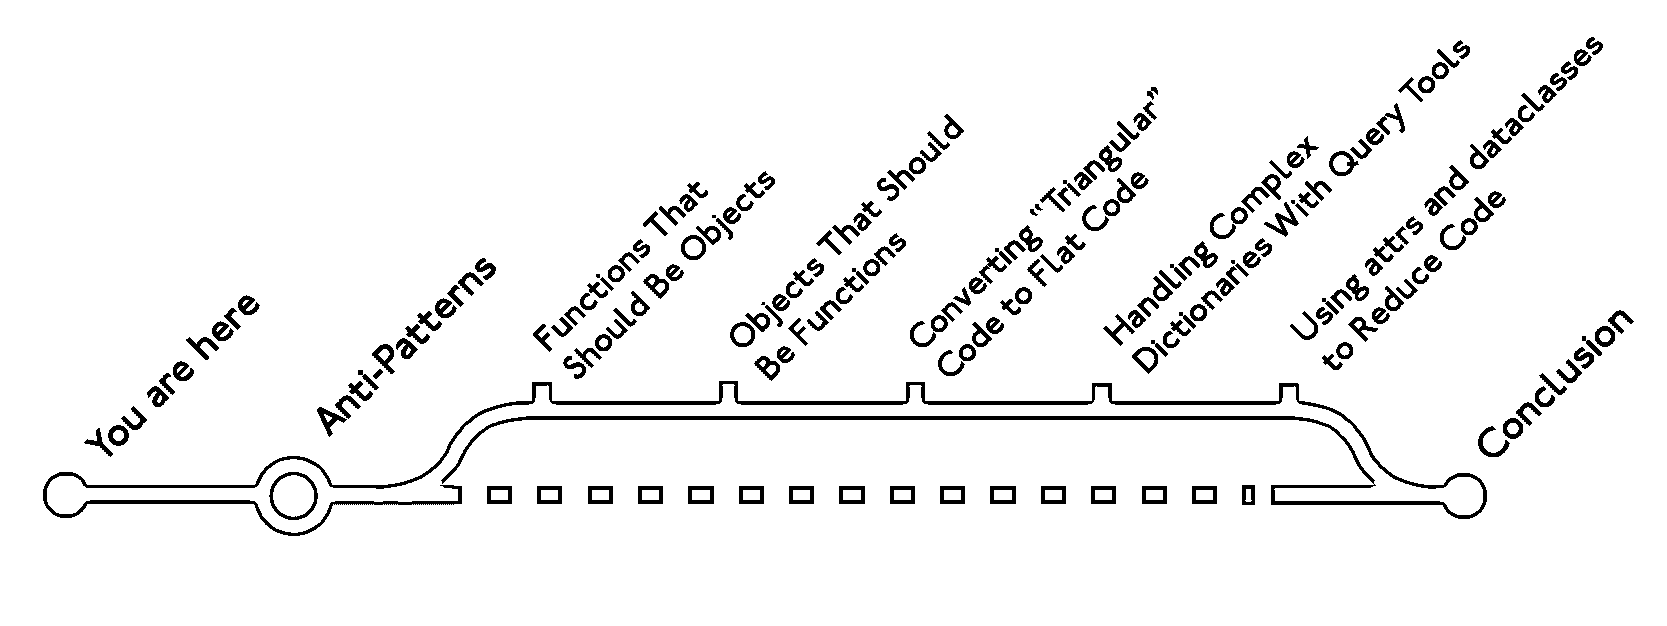 You are here
Anti-Patterns
Functions That
Should Be Objects
Objects That Should
Be Functions
Converting “Triangular”
Code to Flat Code
Handling Complex
Dictionaries With Query Tools
Using attrs and dataclasses
to Reduce Code
Conclusion